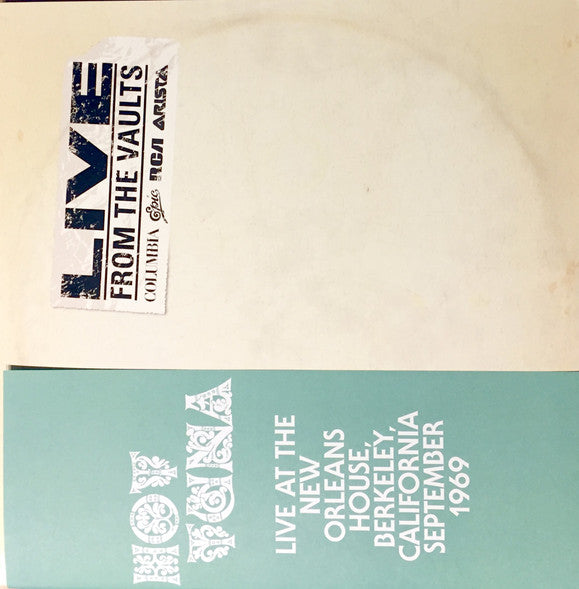 LIVE
FROM THE VAULTS
COLUMBIA Epic RCA ARISTA
HOT
TUNA
LIVE AT THE
NEW
ORLEANS
HOUSE,
BERKELEY,
CALIFORNIA
SEPTEMBER
1969